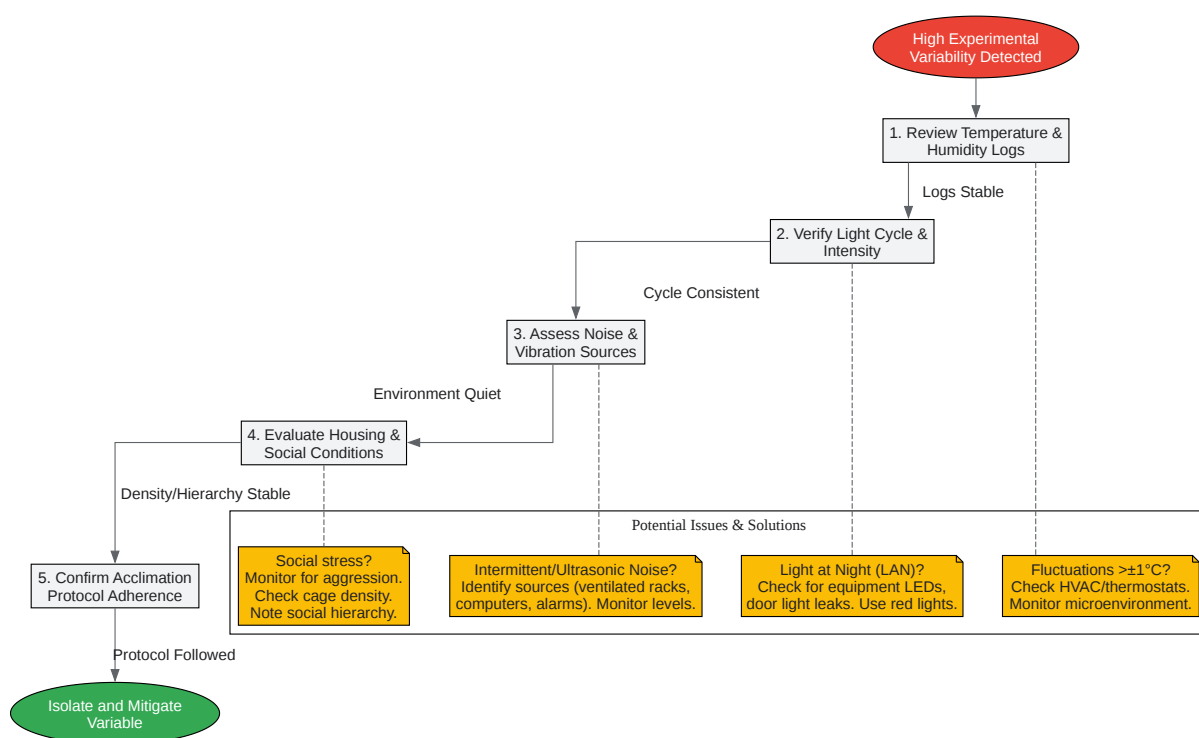 High Experimental
Variability Detected
1. Review Temperature &
Humidity Logs
Logs Stable
2. Verify Light Cycle &
Intensity
Cycle Consistent
3. Assess Noise &
Vibration Sources
Environment Quiet
4. Evaluate Housing &
Social Conditions
Density/Hierarchy Stable
Potential Issues & Solutions
Social stress?
Monitor for aggression.
Check cage density.
Note social hierarchy.
Intermittent/Ultrasonic Noise?
Identify sources (ventilated racks,
computers, alarms). Monitor levels.
Light at Night (LAN)?
Check for equipment LEDs,
door light leaks. Use red lights.
Fluctuations >±1°C?
Check HVAC/thermostats.
Monitor microenvironment.
5. Confirm Acclimation
Protocol Adherence
Protocol Followed
Isolate and Mitigate
Variable